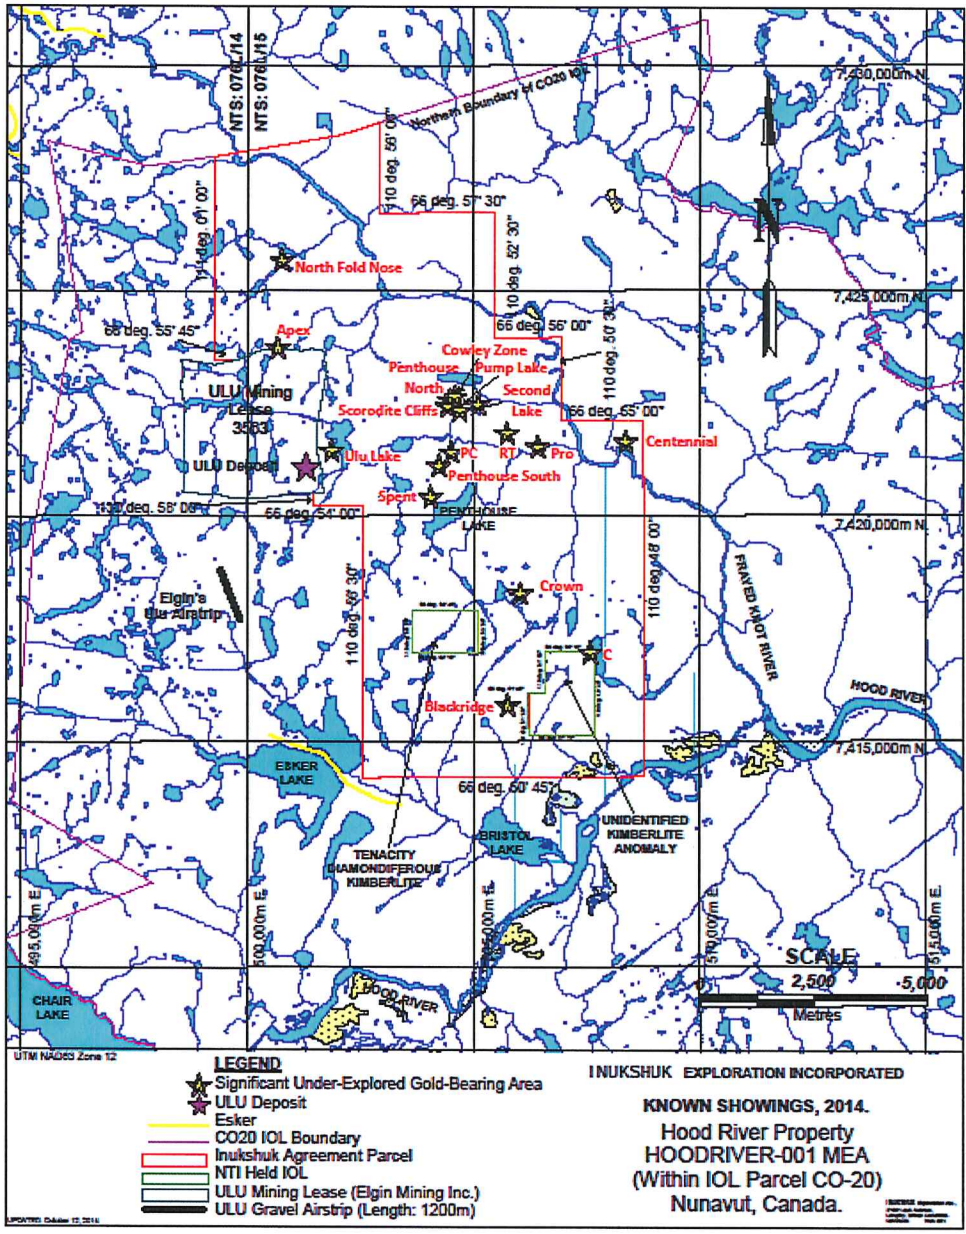 NTS: 076L/14
NTS: 076L/15
7,430,000m N.
Northern Boundary of CO20 IOL
110 deg. 56' 00"
66 deg. 57' 30"
111 deg. 01' 00"
110 deg. 52' 30"
N
North Fold Nose
7,425,000m N.
66 deg. 55' 45"
Apex
66 deg. 56' 00"
110 deg. 50' 30"
Cowley Zone
Penthouse
North
Pump Lake
Second
Lake
Scorodite Cliffs
66 deg. 55' 00"
ULU Mining
Lease
3563
Centennial
ULU Deposit
Ulu Lake
PC
RT
Pro
Penthouse South
Spent
PENTHOUSE
LAKE
66 deg. 54' 00"
7,420,000m N.
110 deg. 48' 00"
110 deg. 56' 30"
FRAYED KNOT RIVER
Elgin's
Ulu Airstrip
Crown
C
HOOD RIVER
Blackridge
7,415,000m N.
ESKER
LAKE
66 deg. 50' 45"
UNIDENTIFIED
KIMBERLITE
ANOMALY
BRISTOL
LAKE
TENACITY
DIAMONDIFEROUS
KIMBERLITE
495,000m E.
500,000m E.
510,000m E.
515,000m E.
SCALE
0 2,500 5,000
Metres
CHAIR
LAKE
HOOD RIVER
UTM NAD83 Zone 12
LEGEND
Significant Under-Explored Gold-Bearing Area
ULU Deposit
Esker
CO20 IOL Boundary
Inukshuk Agreement Parcel
NTI Held IOL
ULU Mining Lease (Elgin Mining Inc.)
ULU Gravel Airstrip (Length: 1200m)
INUKSHUK EXPLORATION INCORPORATED
KNOWN SHOWINGS, 2014.
Hood River Property
HOODRIVER-001 MEA
(Within IOL Parcel CO-20)
Nunavut, Canada.
UPDATED: October 12, 2014